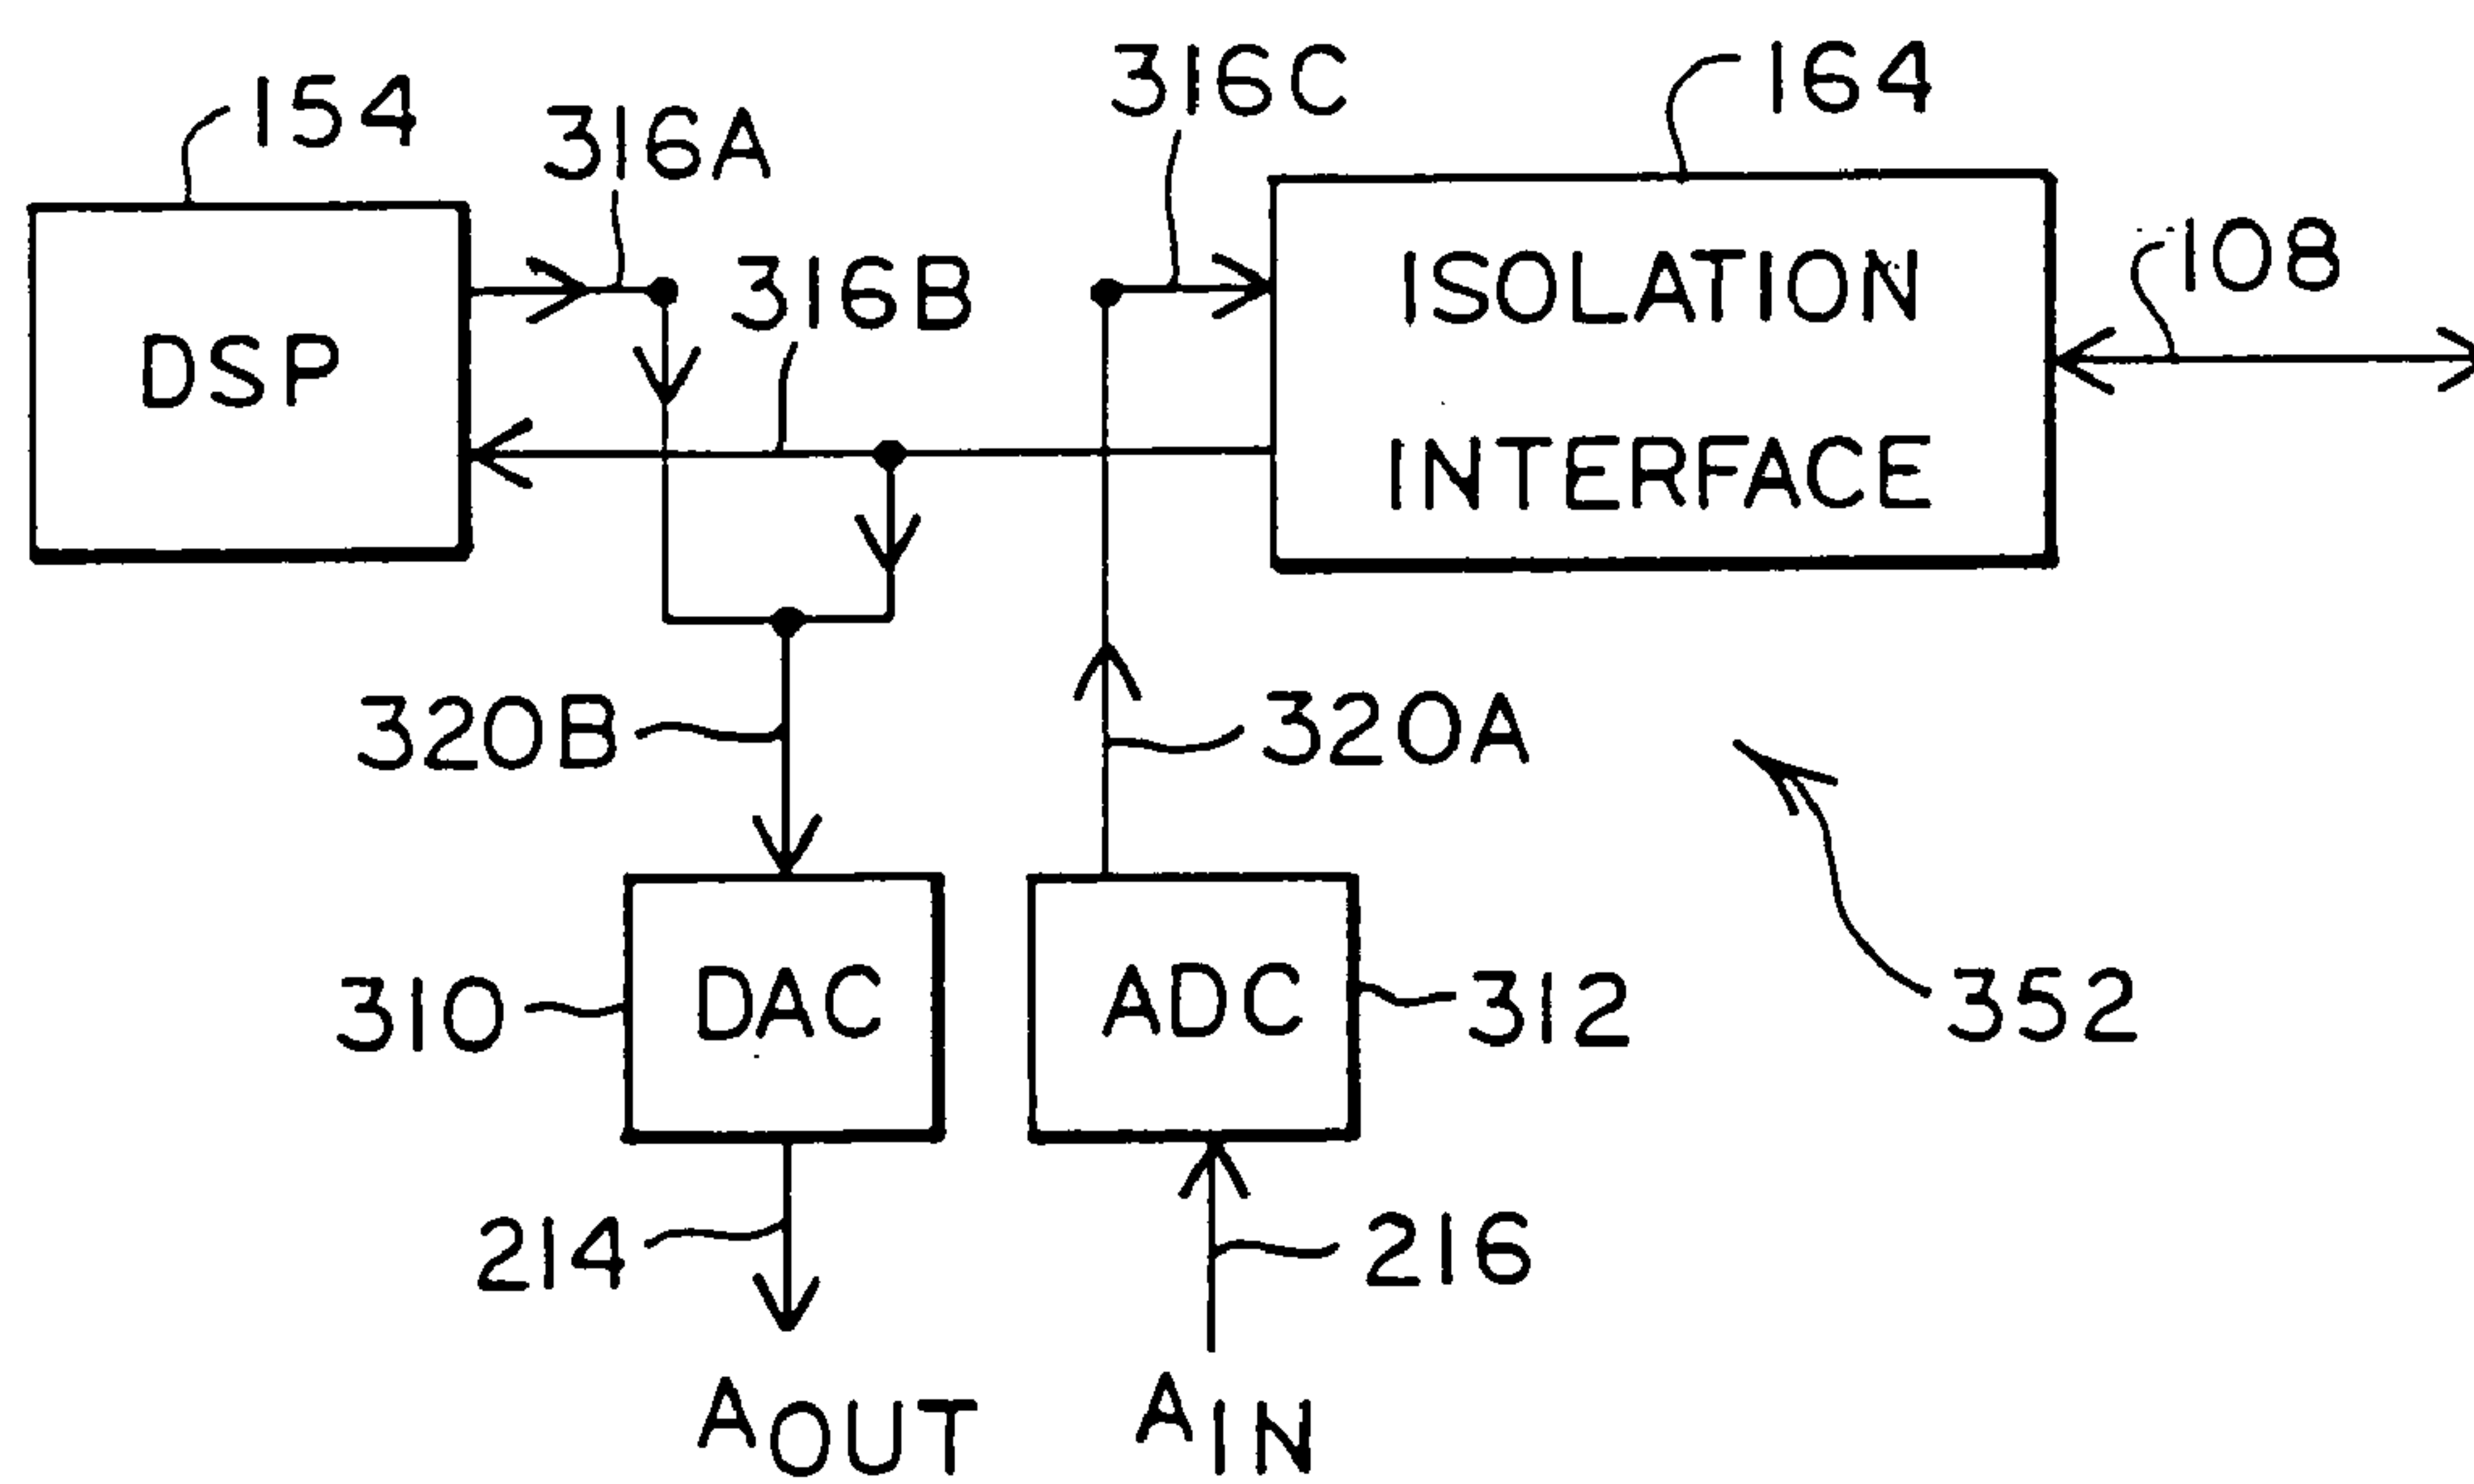 154
316A
316C
164
316B
108
DSP
ISOLATION
INTERFACE
320B
320A
310
DAC
ADC
312
352
214
216
AOUT
AIN